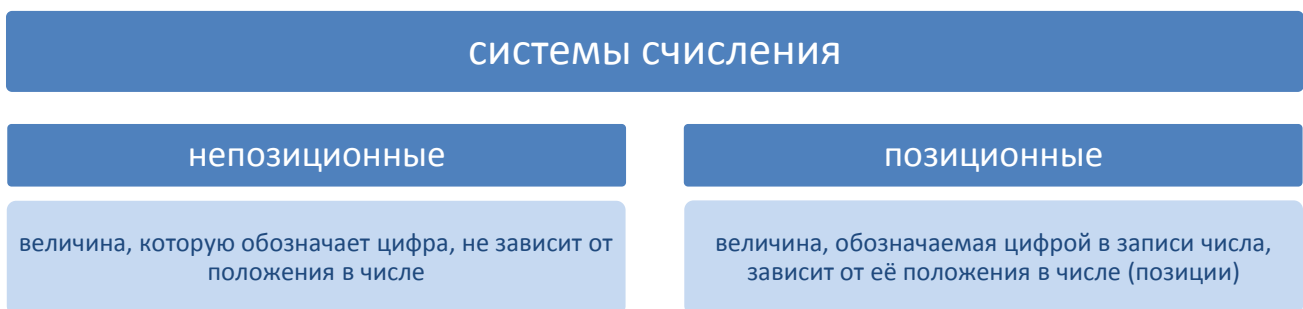 системы счисления
непозиционные
величина, которую обозначает цифра, не зависит от
положения в числе
позиционные
величина, обозначаемая цифрой в записи числа,
зависит от её положения в числе (позиции)